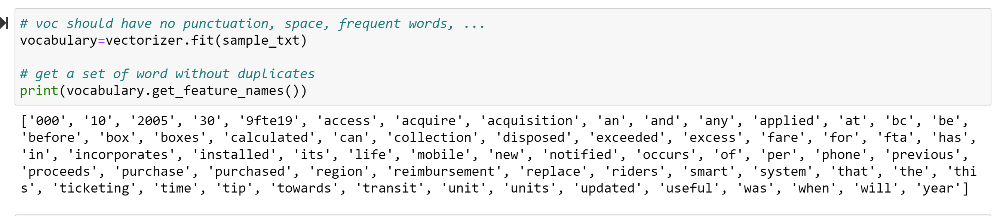 # voc should have no punctuation, space, frequent words, ...
vocabulary=vectorizer.fit(sample_txt)
# get a set of word without duplicates
print(vocabulary.get_feature_names())
['000', '10', '2005', '30', '9fte19', 'access', 'acquire', 'acquisition', 'an', 'and', 'any', 'applied', 'at', 'bc', 'be',
'before', 'box', 'boxes', 'calculated', 'can', 'collection', 'disposed', 'exceeded', 'excess', 'fare', 'for', 'fta', 'has',
'in', 'incorporates', 'installed', 'its', 'life', 'mobile', 'new', 'notified', 'occurs', 'of', 'per', 'phone', 'previous',
'proceeds', 'purchase', 'purchased', 'region', 'reimbursement', 'replace', 'riders', 'smart', 'system', 'that', 'the', 'thi
s', 'ticketing', 'time', 'tip', 'towards', 'transit', 'unit', 'units', 'updated', 'useful', 'was', 'when', 'will', 'year']